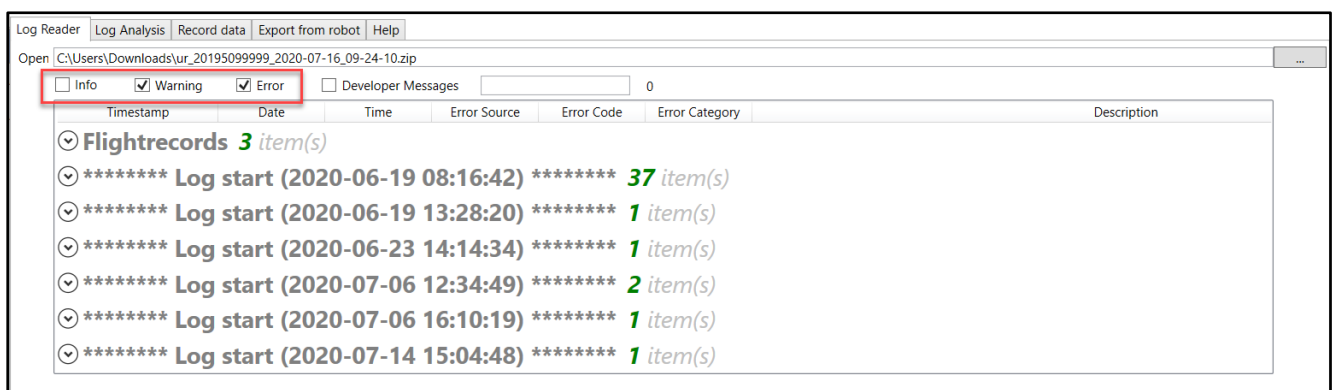 Log Reader Log Analysis Record data Export from robot Help
Open C:\Users\Downloads\ur_20195099999_2020-07-16_09-24-10.zip ...
Info Warning Error Developer Messages 0
Timestamp Date Time Error Source Error Code Error Category Description
Flightrecords 3 item(s)
******** Log start (2020-06-19 08:16:42) ******** 37 item(s)
******** Log start (2020-06-19 13:28:20) ******** 1 item(s)
******** Log start (2020-06-23 14:14:34) ******** 1 item(s)
******** Log start (2020-07-06 12:34:49) ******** 2 item(s)
******** Log start (2020-07-06 16:10:19) ******** 1 item(s)
******** Log start (2020-07-14 15:04:48) ******** 1 item(s)